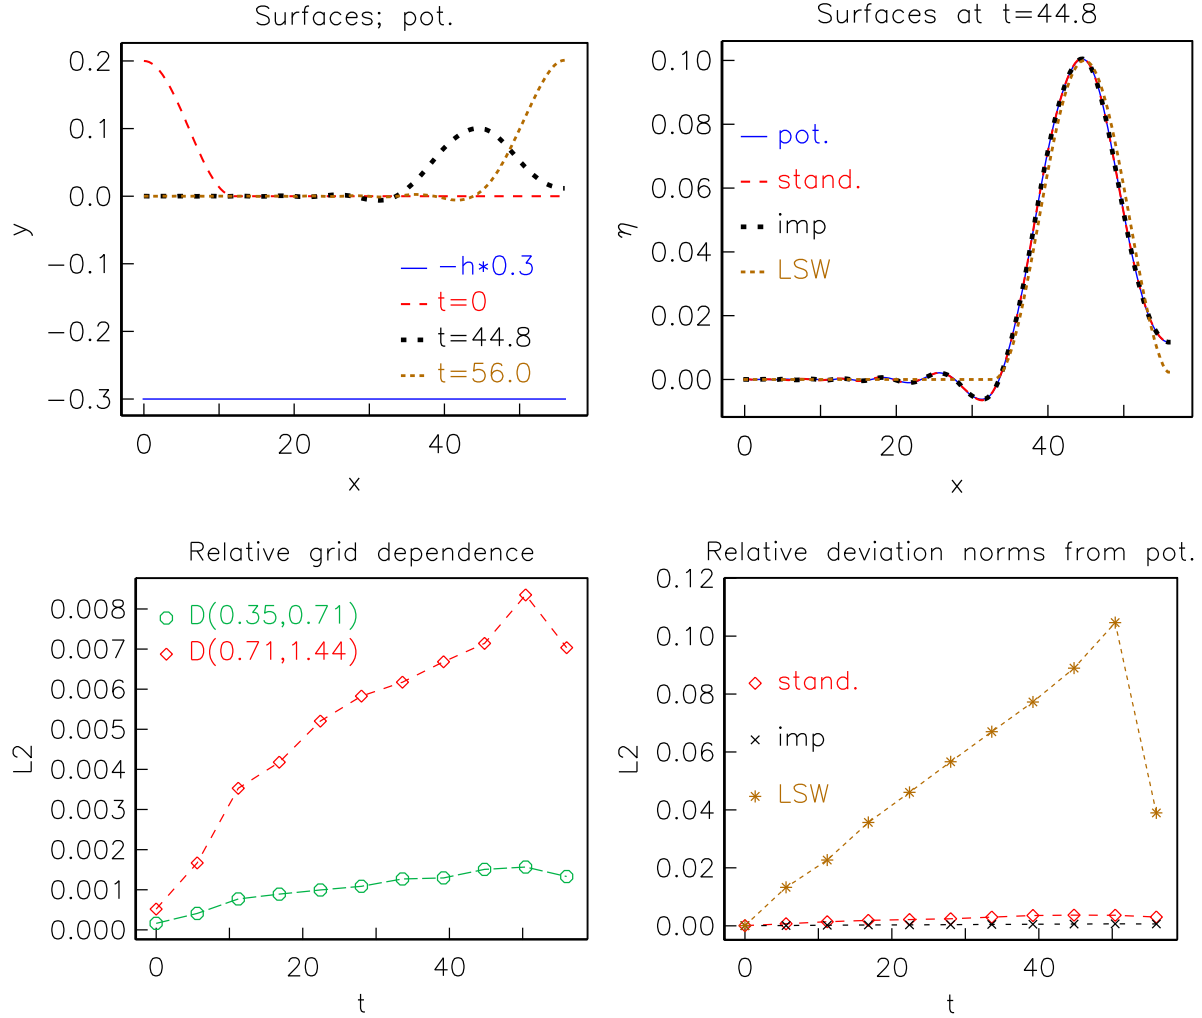 Surfaces; pot.
0.2
0.1
0.0
−0.1
−0.2
−0.3
y
−h*0.3
t=0
t=44.8
t=56.0
0
20
40
x
Surfaces at t=44.8
0.10
0.08
0.06
0.04
0.02
0.00
η
pot.
stand.
imp
LSW
0
20
40
x
Relative grid dependence
0.008
0.007
0.006
0.005
0.004
0.003
0.002
0.001
0.000
L2
D(0.35,0.71)
D(0.71,1.44)
0
20
40
t
Relative deviation norms from pot.
0.12
0.10
0.08
0.06
0.04
0.02
0.00
L2
stand.
imp
LSW
0
20
40
t